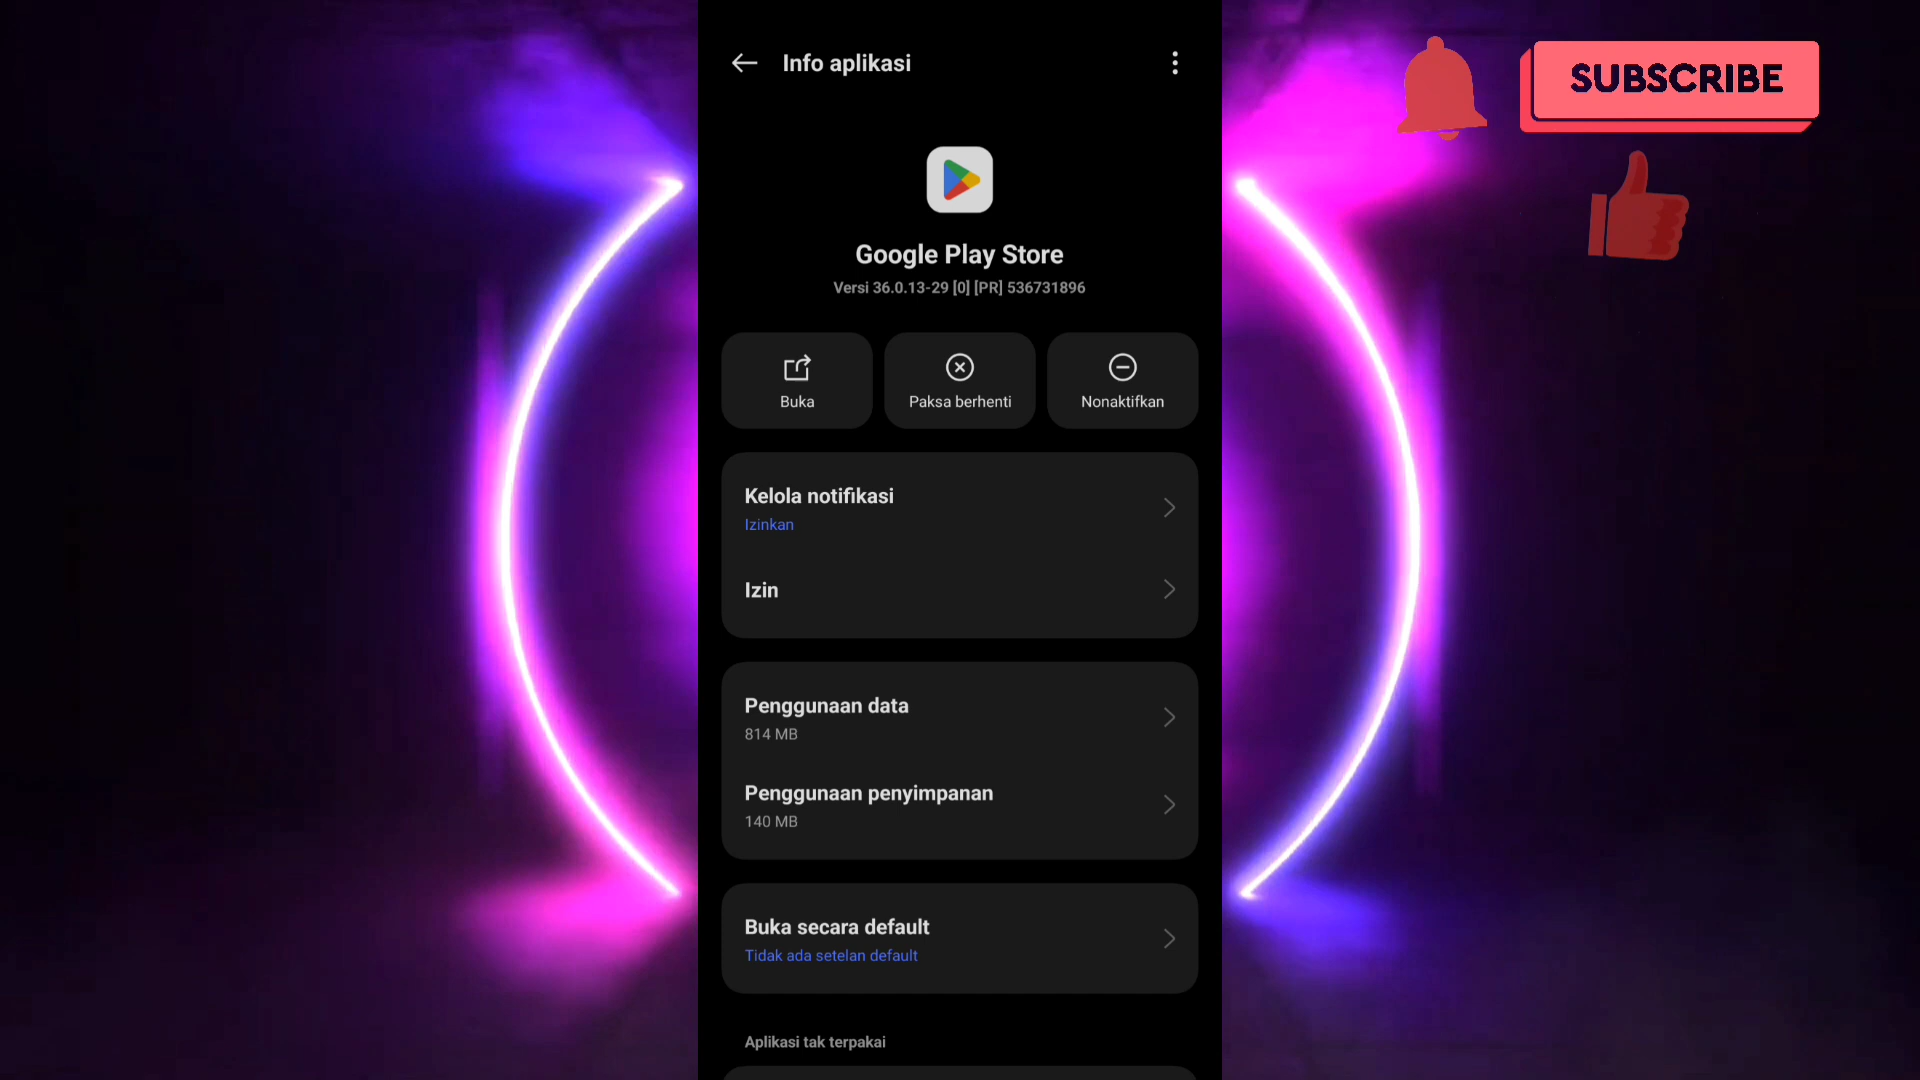 Info aplikasi
SUBSCRIBE
Google Play Store
Versi 36.0.13-29 [0] [PR] 536731896
Buka
Paksa berhenti
Nonaktifkan
Kelola notifikasi
Izinkan
Izin
Penggunaan data
814 MB
Penggunaan penyimpanan
140 MB
Buka secara default
Tidak ada setelan default
Aplikasi tak terpakai